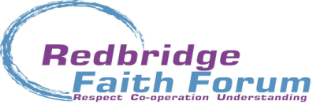 Redbridge
Faith Forum
Respect Co-operation Understanding